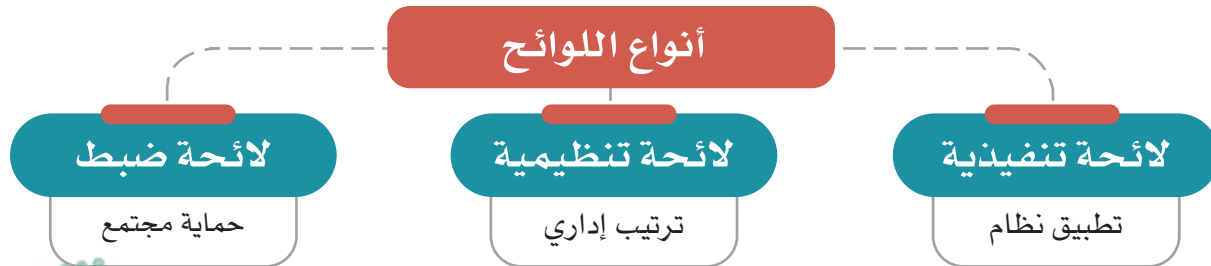 أنواع اللوائح
لائحة تنفيذية
تطبيق نظام
لائحة تنظيمية
ترتيب إداري
لائحة ضبط
حماية مجتمع